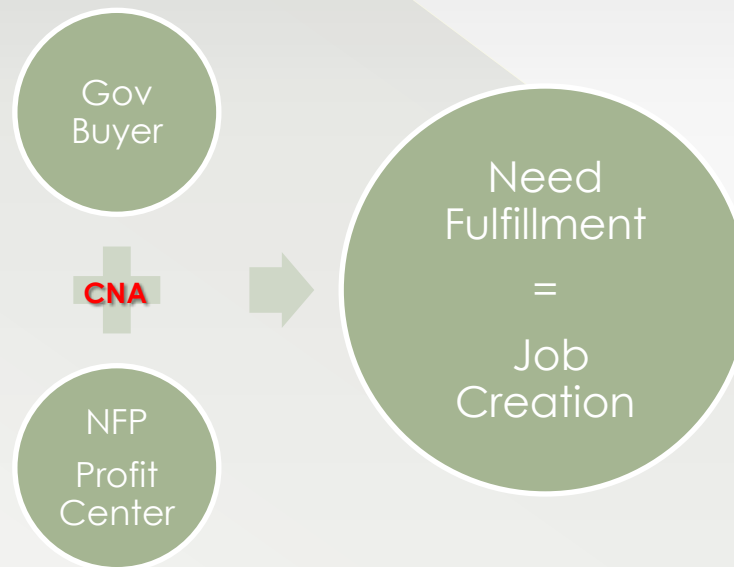 Gov
Buyer
CNA
NFP
Profit
Center
Need
Fulfillment
=
Job
Creation